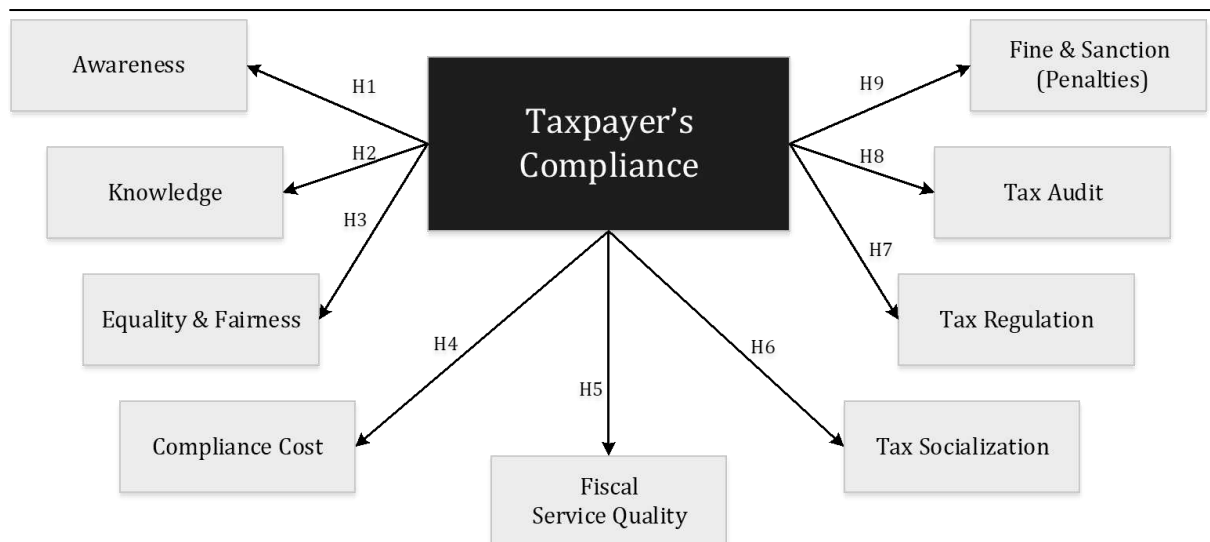 Awareness
H1
Taxpayer’s
Compliance
H9
Fine & Sanction
(Penalties)
Knowledge
H2
H8
Tax Audit
H3
H7
Equality & Fairness
Tax Regulation
H4
H5
H6
Compliance Cost
Fiscal
Service Quality
Tax Socialization